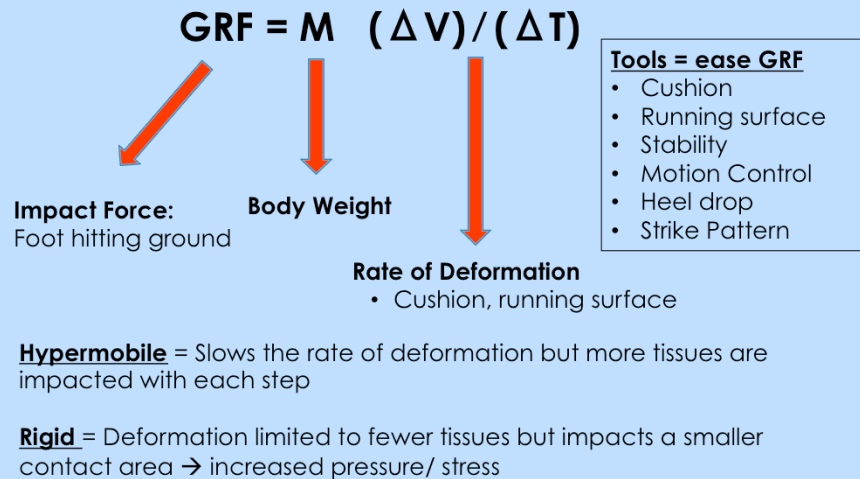 GRF = M (ΔV)/(ΔT)
Tools = ease GRF
• Cushion
• Running surface
• Stability
• Motion Control
• Heel drop
• Strike Pattern
Impact Force:
Foot hitting ground
Body Weight
Rate of Deformation
• Cushion, running surface
Hypermobile = Slows the rate of deformation but more tissues are
impacted with each step
Rigid = Deformation limited to fewer tissues but impacts a smaller
contact area → increased pressure/ stress